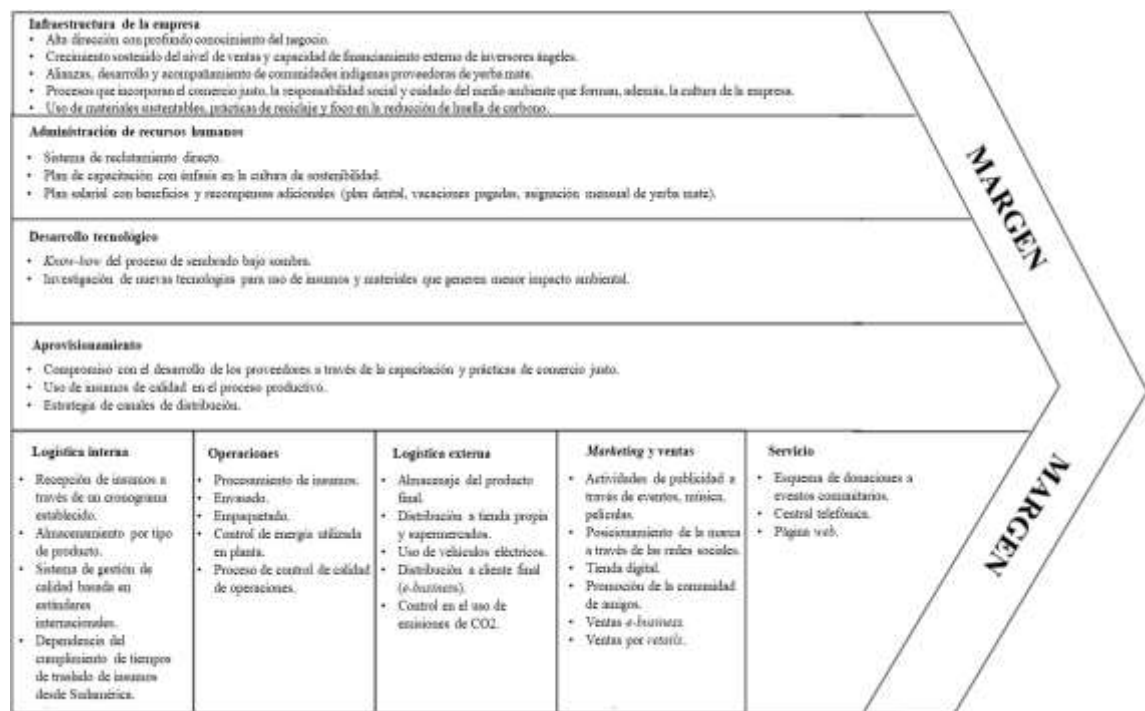 Infraestructura de la empresa
• Alta dirección con profundo conocimiento del negocio.
• Crecimiento sostenido del nivel de ventas y capacidad de financiamiento externo de inversores ángeles.
• Alianzas, desarrollo y acompañamiento de comunidades indígenas proveedoras de yerba mate.
• Procesos que incorporan el comercio justo, la responsabilidad social y cuidado del medio ambiente que forman, además, la cultura de la empresa.
• Uso de materiales sustentables, prácticas de reciclaje y foco en la reducción de huella de carbono.
Administración de recursos humanos
• Sistema de reclutamiento directo.
• Plan de capacitación con énfasis en la cultura de sostenibilidad.
• Plan salarial con beneficios y recompensas adicionales (plan dental, vacaciones pagadas, asignación mensual de yerba mate).
Desarrollo tecnológico
• Know-how del proceso de sembrado bajo sombra.
• Investigación de nuevas tecnologías para uso de insumos y materiales que generen menor impacto ambiental.
Aprovisionamiento
• Compromiso con el desarrollo de los proveedores a través de la capacitación y prácticas de comercio justo.
• Uso de insumos de calidad en el proceso productivo.
• Estrategia de canales de distribución.
MARGEN
Logística interna
• Recepción de insumos a
través de un cronograma
establecido.
• Almacenamiento por tipo
de producto.
• Sistema de gestión de
calidad basada en
estándares
internacionales.
• Dependencia del
cumplimiento de tiempos
de traslado de insumos
desde Sudamérica.
Operaciones
• Procesamiento de insumos.
• Envasado.
• Empaquetado.
• Control de energía utilizada
en planta.
• Proceso de control de calidad
de operaciones.
Logística externa
• Almacenaje del producto
final.
• Distribución a tienda propia
y supermercados.
• Uso de vehículos eléctricos.
• Distribución a cliente final
(e-business).
• Control en el uso de
emisiones de CO2.
Marketing y ventas
• Actividades de publicidad a
través de eventos, música,
películas.
• Posicionamiento de la marca
a través de las redes sociales.
• Tienda digital.
• Promoción de la comunidad
de amigos.
• Ventas e-business.
• Ventas por retails.
Servicio
• Esquema de donaciones a
eventos comunitarios.
• Central telefónica.
• Página web.
MARGEN